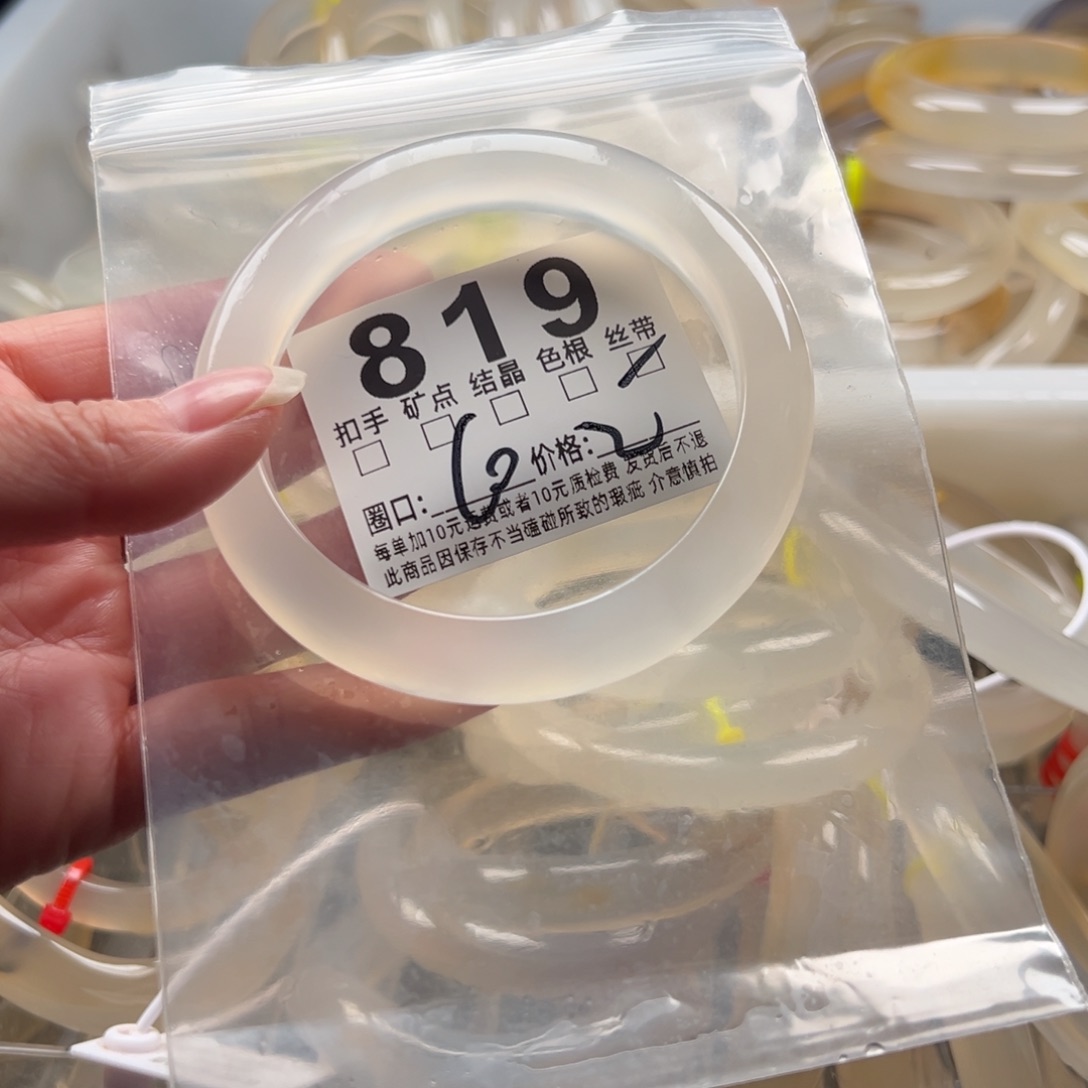 819
扣手 矿点 结晶 色根 丝带
圈口: 价格:
每单加10元运费或者10元质检费 发货后不退
此商品因保存不当磕碰所致的瑕疵 介意慎拍